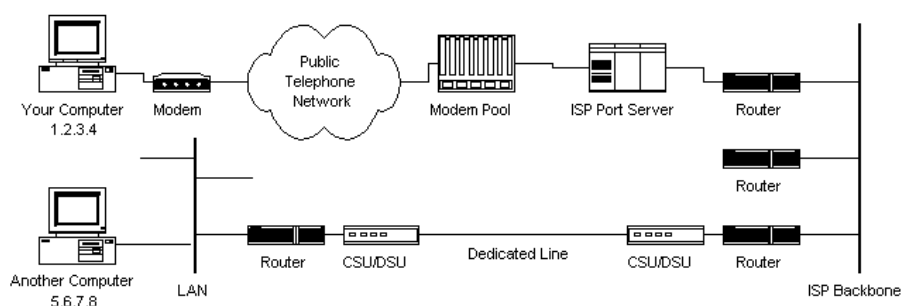 Public
Telephone
Network
Your Computer
1.2.3.4
Modem
Modem Pool
ISP Port Server
Router
Router
Router
CSU/DSU
Dedicated Line
CSU/DSU
Router
Another Computer
5.6.7.8
LAN
ISP Backbone